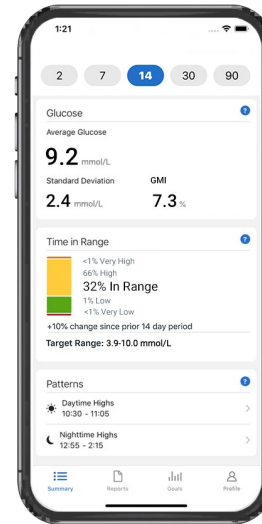 1:21
2 7 14 30 90
Glucose
Average Glucose
9.2 mmol/L
Standard Deviation GMI
2.4 mmol/L 7.3 %
Time in Range
<1% Very High
66% High
32% In Range
1% Low
<1% Very Low
+10% change since prior 14 day period
Target Range: 3.9-10.0 mmol/L
Patterns
Daytime Highs
10:30 - 11:05
Nighttime Highs
12:55 - 2:15
Summary Reports Goals Profile